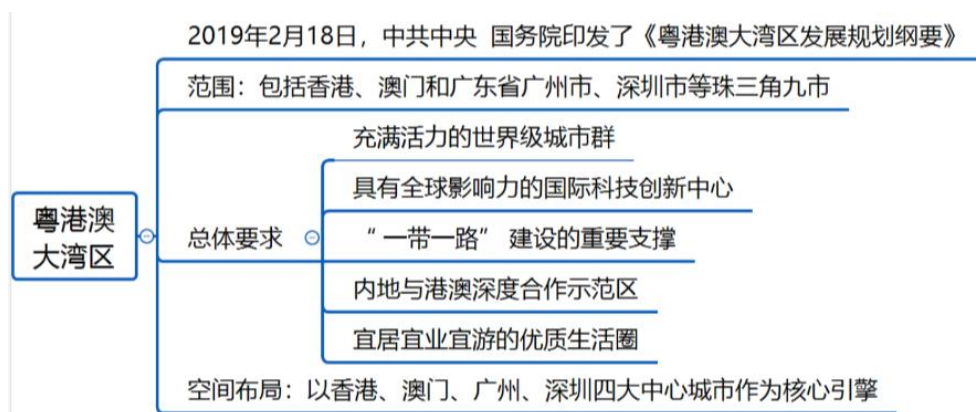 2019年2月18日，中共中央 国务院印发了《粤港澳大湾区发展规划纲要》
范围：包括香港、澳门和广东省广州市、深圳市等珠三角九市
充满活力的世界级城市群
具有全球影响力的国际科技创新中心
粤港澳
大湾区
总体要求
“一带一路” 建设的重要支撑
内地与港澳深度合作示范区
宜居宜业宜游的优质生活圈
空间布局：以香港、澳门、广州、深圳四大中心城市作为核心引擎